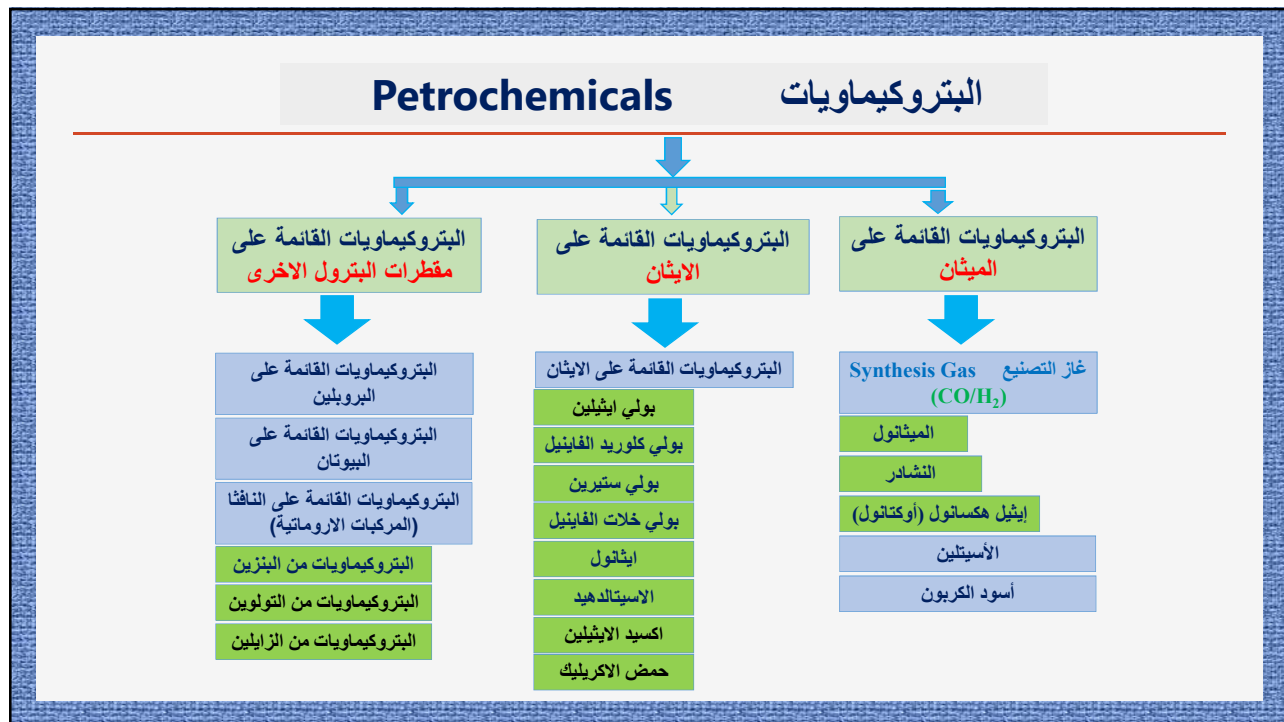 البتروكيماويات Petrochemicals
البتروكيماويات القائمة على
الميثان
غاز التصنيع Synthesis Gas
(CO/H₂)
الميثانول
النشادر
إيثيل هكسانول (أوكتانول)
الأسيتلين
أسود الكربون
البتروكيماويات القائمة على
الايثان
البتروكيماويات القائمة على الايثان
بولي ايثيلين
بولي كلوريد الفاينيل
بولي ستيرين
بولي خلات الفاينيل
ايثانول
الاسيتالدهيد
اكسيد الايثيلين
حمض الاكريليك
البتروكيماويات القائمة على
مقطرات البترول الاخرى
البتروكيماويات القائمة على
البروبلين
البتروكيماويات القائمة على
البيوتان
البتروكيماويات القائمة على النافثا
(المركبات الاروماتية)
البتروكيماويات من البنزين
البتروكيماويات من التولوين
البتروكيماويات من الزايلين